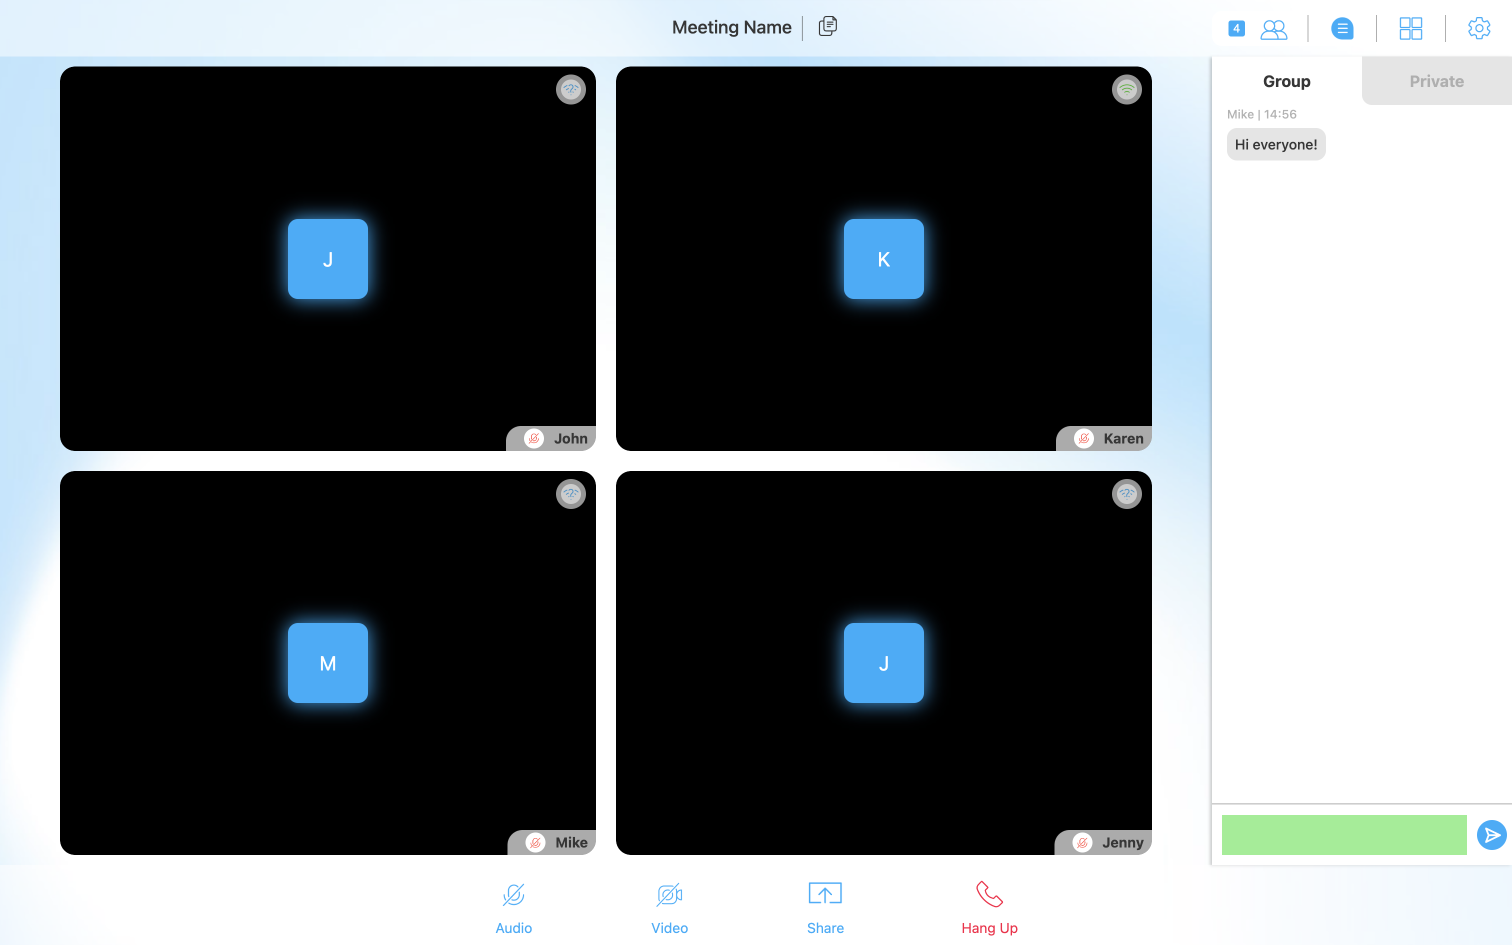 Meeting Name
4
Group
Private
Mike | 14:56
Hi everyone!
J
K
John
Karen
M
J
Mike
Jenny
Audio
Video
Share
Hang Up